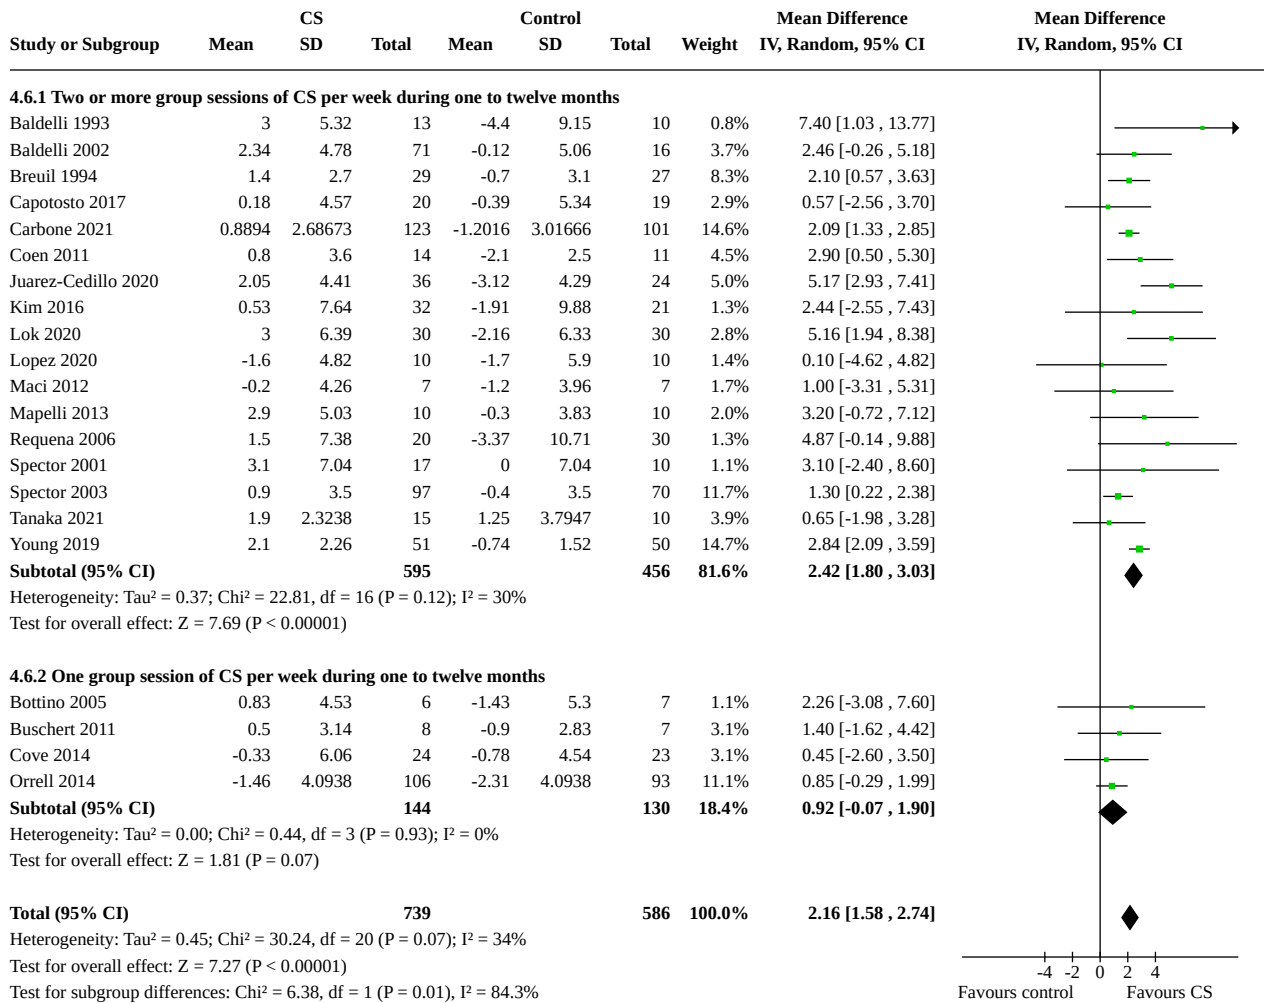 CS Control Mean Difference Mean Difference
Study or Subgroup Mean SD Total Mean SD Total Weight IV, Random, 95% CI IV, Random, 95% CI
4.6.1 Two or more group sessions of CS per week during one to twelve months
Baldelli 1993 3 5.32 13 -4.4 9.15 10 0.8% 7.40 [1.03 , 13.77]
Baldelli 2002 2.34 4.78 71 -0.12 5.06 16 3.7% 2.46 [-0.26 , 5.18]
Breuil 1994 1.4 2.7 29 -0.7 3.1 27 8.3% 2.10 [0.57 , 3.63]
Capotosto 2017 0.18 4.57 20 -0.39 5.34 19 2.9% 0.57 [-2.56 , 3.70]
Carbone 2021 0.8894 2.68673 123 -1.2016 3.01666 101 14.6% 2.09 [1.33 , 2.85]
Coen 2011 0.8 3.6 14 -2.1 2.5 11 4.5% 2.90 [0.50 , 5.30]
Juarez-Cedillo 2020 2.05 4.41 36 -3.12 4.29 24 5.0% 5.17 [2.93 , 7.41]
Kim 2016 0.53 7.64 32 -1.91 9.88 21 1.3% 2.44 [-2.55 , 7.43]
Lok 2020 3 6.39 30 -2.16 6.33 30 2.8% 5.16 [1.94 , 8.38]
Lopez 2020 -1.6 4.82 10 -1.7 5.9 10 1.4% 0.10 [-4.62 , 4.82]
Maci 2012 -0.2 4.26 7 -1.2 3.96 7 1.7% 1.00 [-3.31 , 5.31]
Mapelli 2013 2.9 5.03 10 -0.3 3.83 10 2.0% 3.20 [-0.72 , 7.12]
Requena 2006 1.5 7.38 20 -3.37 10.71 30 1.3% 4.87 [-0.14 , 9.88]
Spector 2001 3.1 7.04 17 0 7.04 10 1.1% 3.10 [-2.40 , 8.60]
Spector 2003 0.9 3.5 97 -0.4 3.5 70 11.7% 1.30 [0.22 , 2.38]
Tanaka 2021 1.9 2.3238 15 1.25 3.7947 10 3.9% 0.65 [-1.98 , 3.28]
Young 2019 2.1 2.26 51 -0.74 1.52 50 14.7% 2.84 [2.09 , 3.59]
Subtotal (95% CI) 595 456 81.6% 2.42 [1.80 , 3.03]
Heterogeneity: Tau² = 0.37; Chi² = 22.81, df = 16 (P = 0.12); I² = 30%
Test for overall effect: Z = 7.69 (P < 0.00001)
4.6.2 One group session of CS per week during one to twelve months
Bottino 2005 0.83 4.53 6 -1.43 5.3 7 1.1% 2.26 [-3.08 , 7.60]
Buschert 2011 0.5 3.14 8 -0.9 2.83 7 3.1% 1.40 [-1.62 , 4.42]
Cove 2014 -0.33 6.06 24 -0.78 4.54 23 3.1% 0.45 [-2.60 , 3.50]
Orrell 2014 -1.46 4.0938 106 -2.31 4.0938 93 11.1% 0.85 [-0.29 , 1.99]
Subtotal (95% CI) 144 130 18.4% 0.92 [-0.07 , 1.90]
Heterogeneity: Tau² = 0.00; Chi² = 0.44, df = 3 (P = 0.93); I² = 0%
Test for overall effect: Z = 1.81 (P = 0.07)
Total (95% CI) 739 586 100.0% 2.16 [1.58 , 2.74]
Heterogeneity: Tau² = 0.45; Chi² = 30.24, df = 20 (P = 0.07); I² = 34%
Test for overall effect: Z = 7.27 (P < 0.00001)
-4 -2 0 2 4
Test for subgroup differences: Chi² = 6.38, df = 1 (P = 0.01), I² = 84.3% Favours control Favours CS